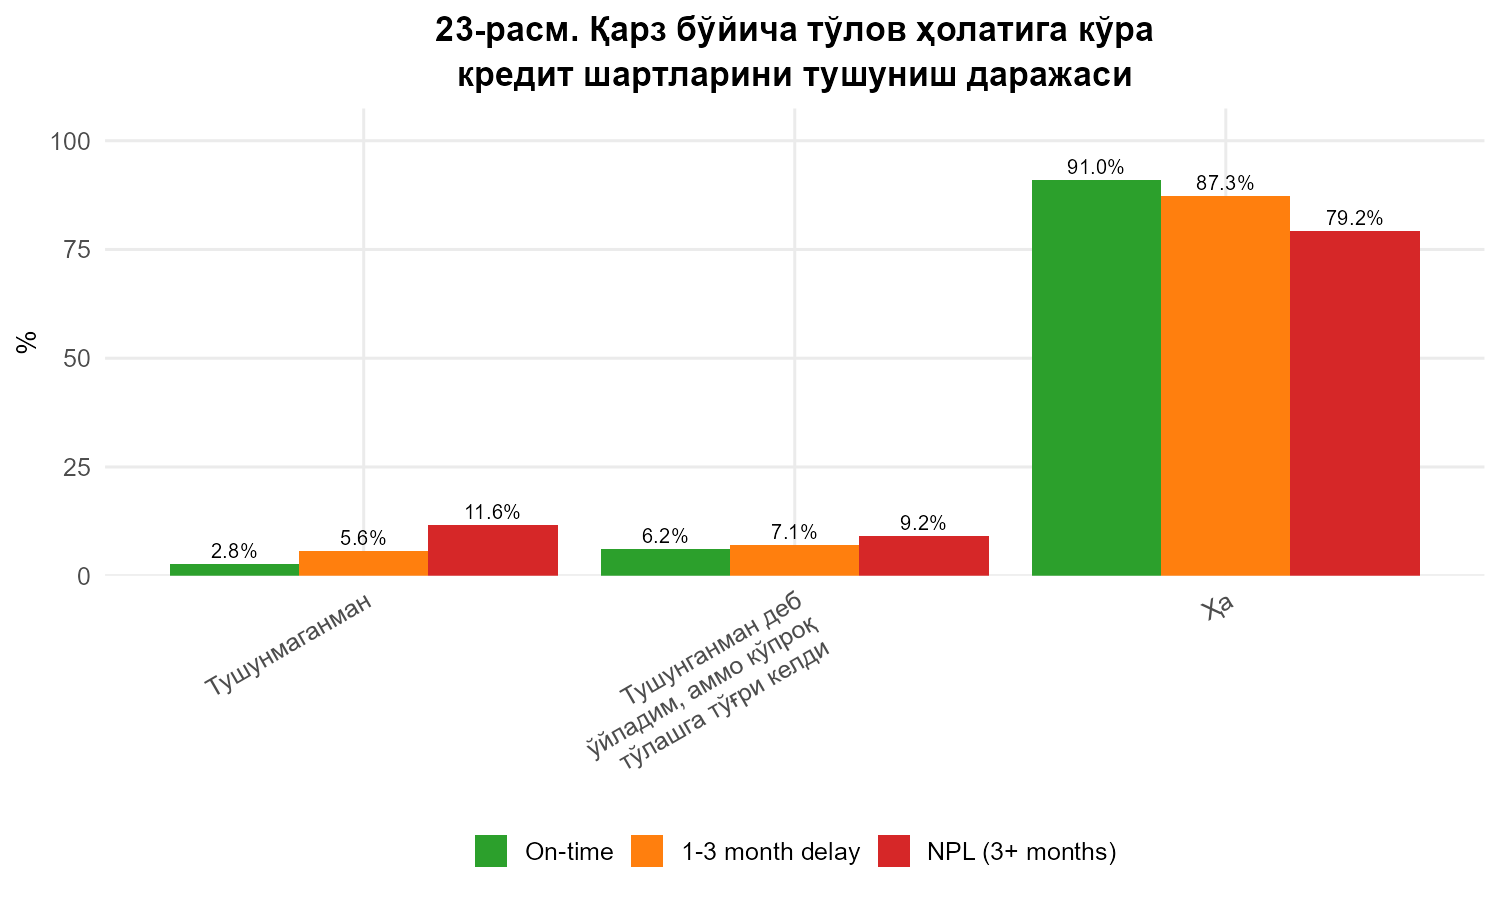 23-расм. Қарз бўйича тўлов ҳолатига кўра
кредит шартларини тушуниш даражаси
%
100
75
50
25
0
2.8%
5.6%
11.6%
6.2%
7.1%
9.2%
91.0%
87.3%
79.2%
Тушунмаганман
Тушунганман деб
ўйладим, аммо кўпроқ
тўлашга тўғри келди
Ҳа
On-time
1-3 month delay
NPL (3+ months)